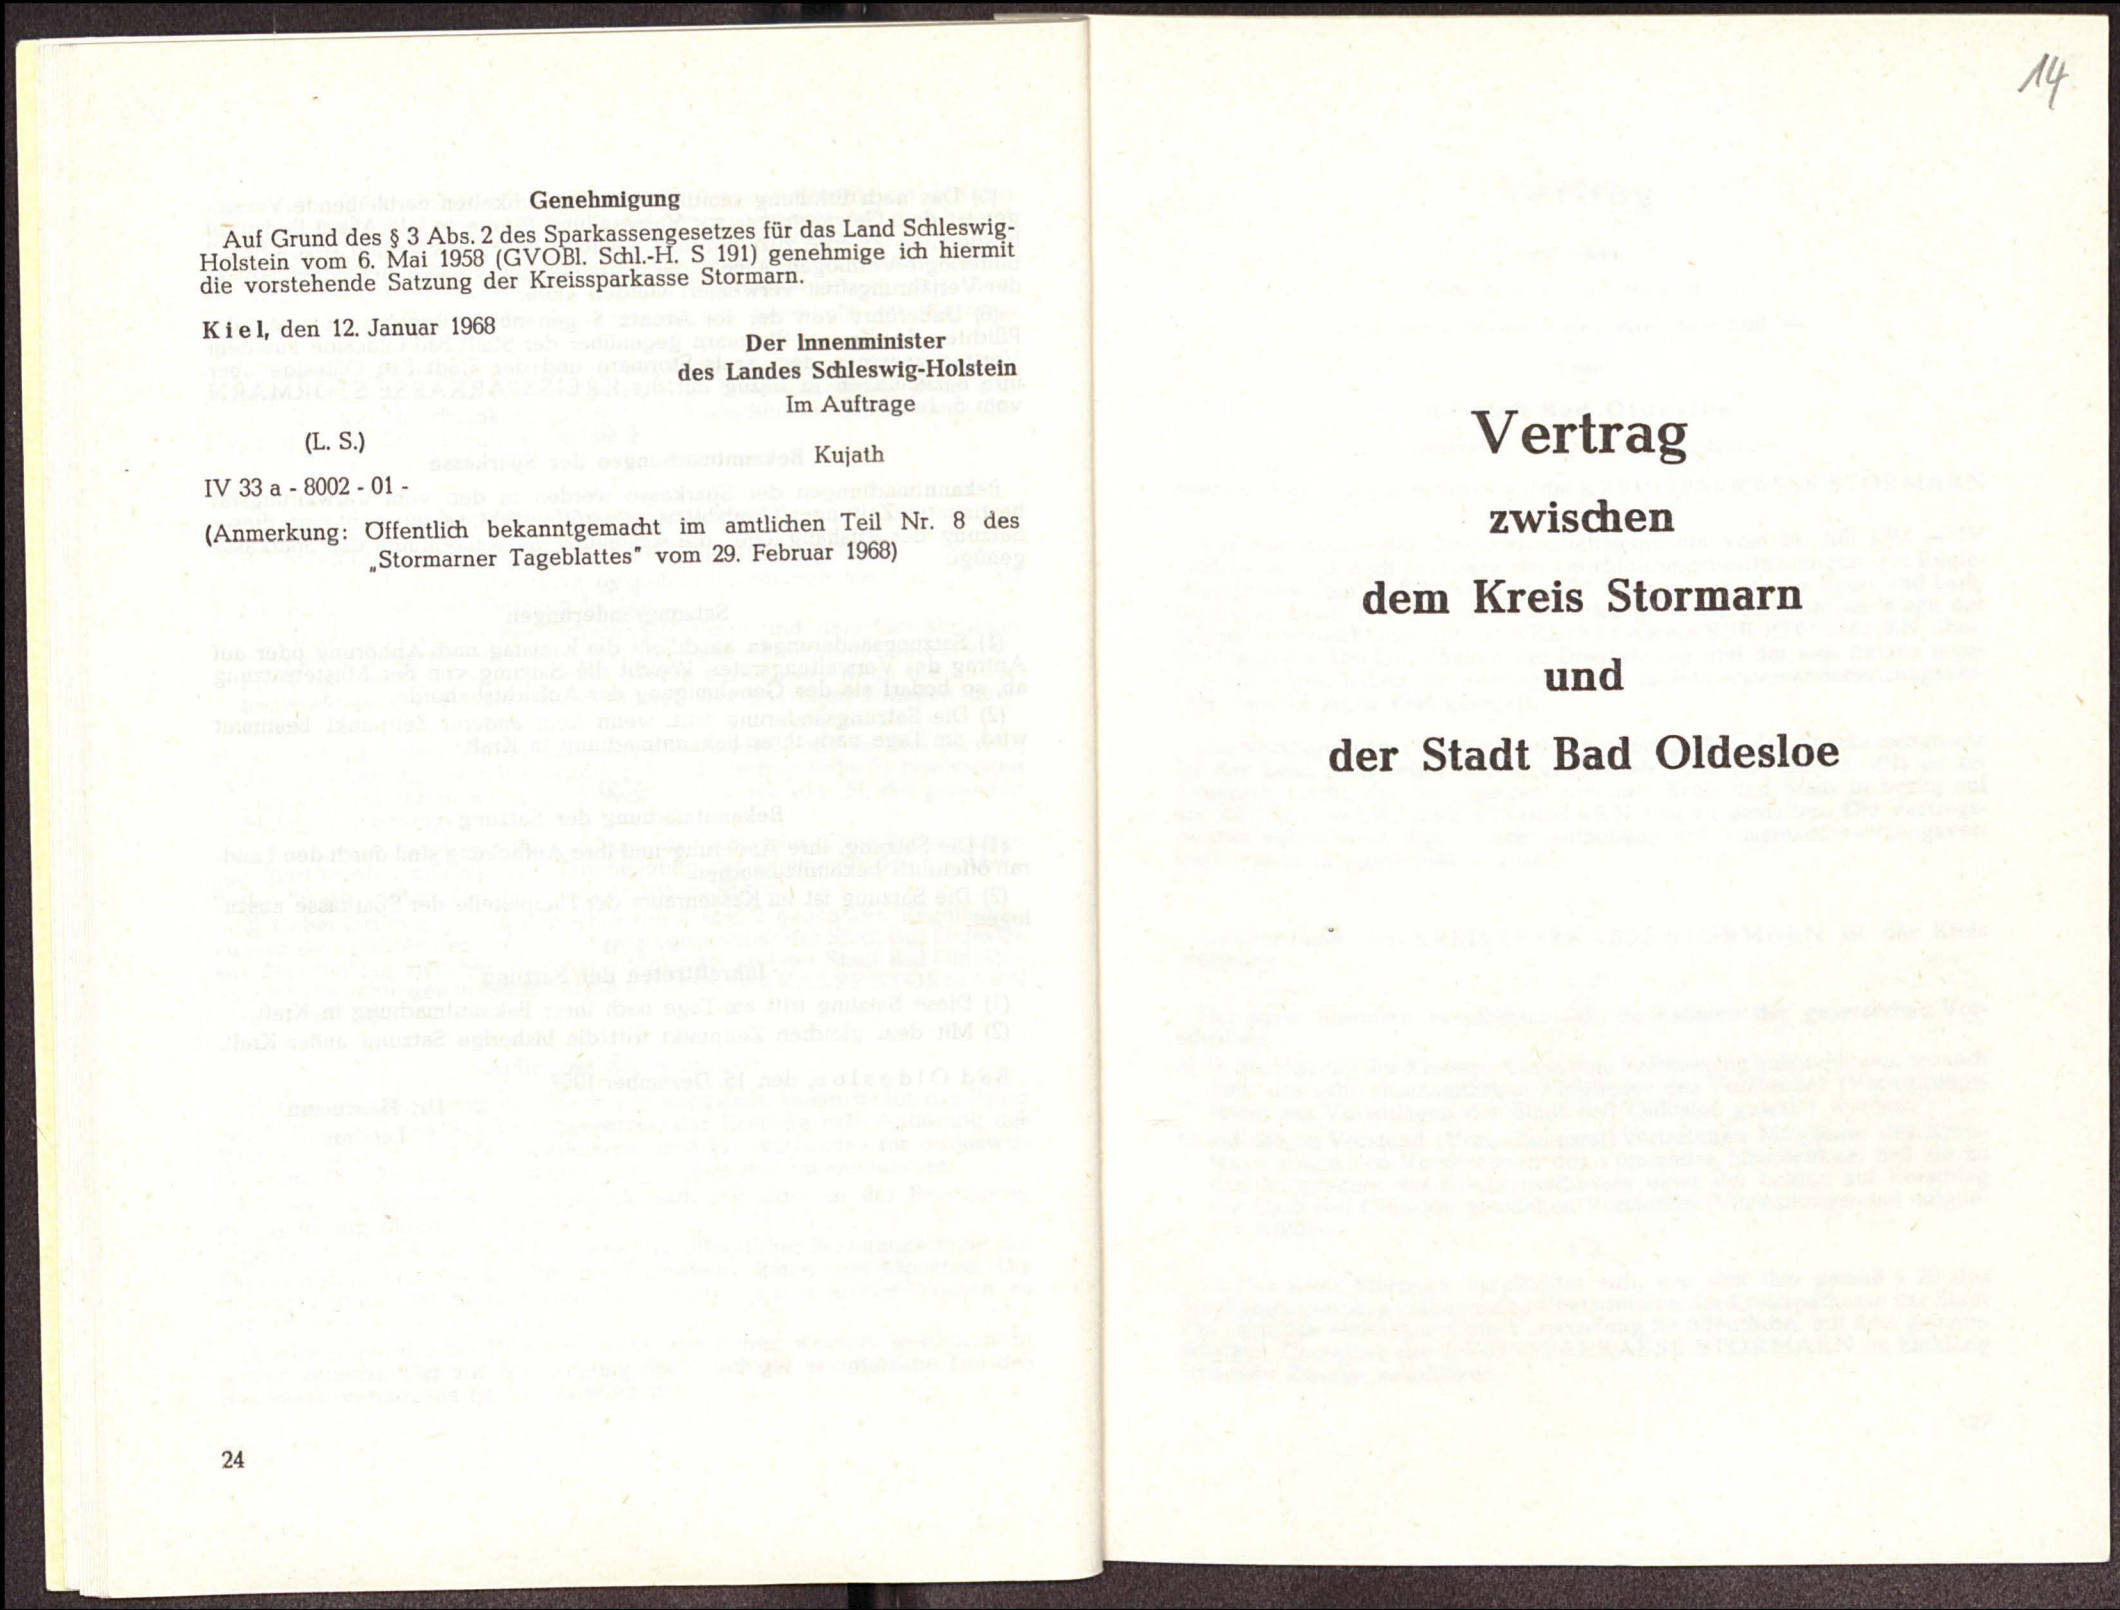 Genehmigung
Auf Grund des § 3 Abs. 2 des Sparkassengesetzes für das Land Schleswig-
Holstein vom 6. Mai 1958 (GVOBl. Schl.-H. S 191) genehmige ich hiermit
die vorstehende Satzung der Kreissparkasse Stormarn.
Kiel, den 12. Januar 1968
Der Innenminister
des Landes Schleswig-Holstein
Im Auftrage
(L. S.)
Kujath
IV 33 a - 8002 - 01 -
(Anmerkung: Öffentlich bekanntgemacht im amtlichen Teil Nr. 8 des
„Stormarner Tageblattes" vom 29. Februar 1968)
24
14
Vertrag
zwischen
dem Kreis Stormarn
und
der Stadt Bad Oldesloe